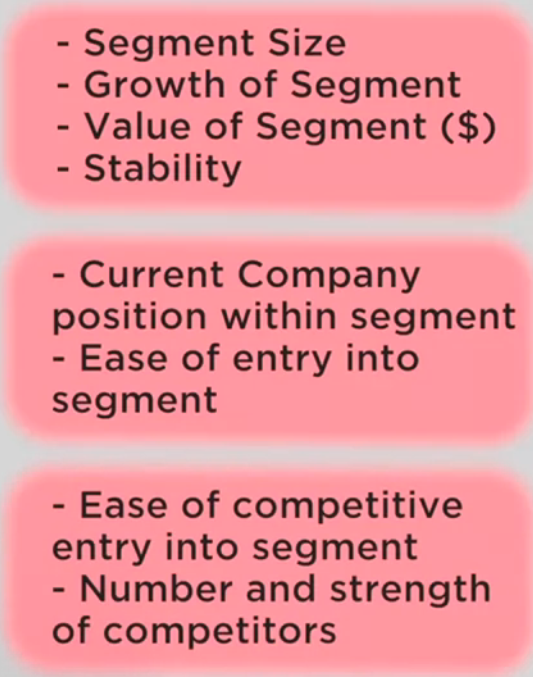 - Segment Size
- Growth of Segment
- Value of Segment ($)
- Stability
- Current Company
position within segment
- Ease of entry into
segment
- Ease of competitive
entry into segment
- Number and strength
of competitors